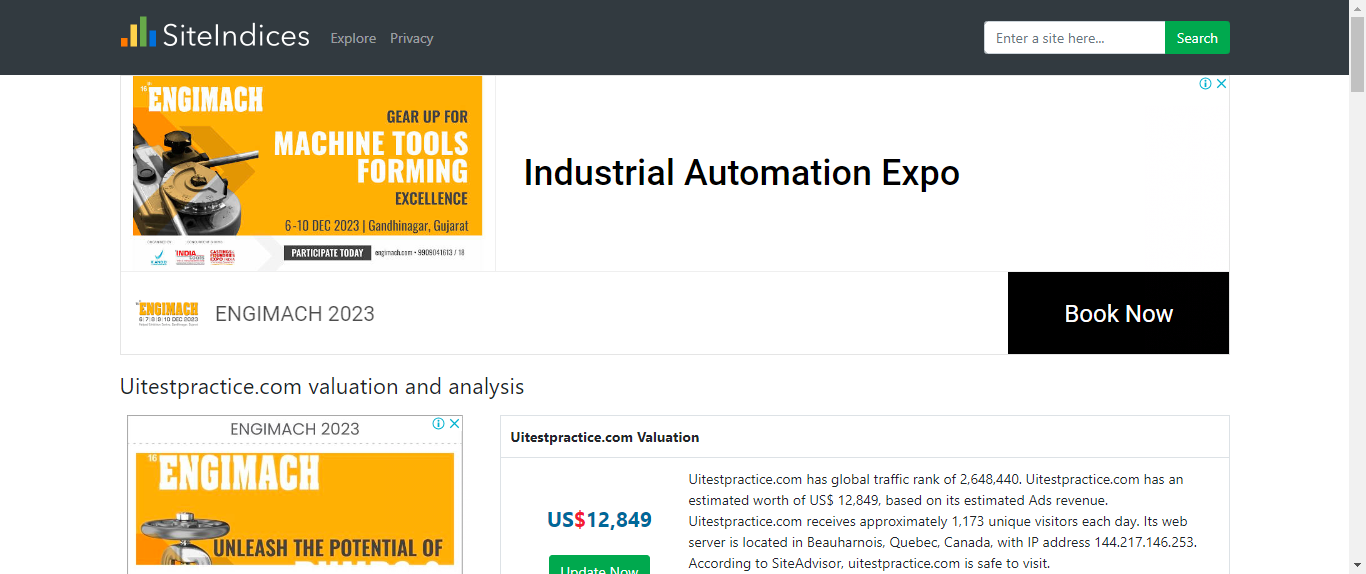 SiteIndices
Explore
Privacy
Enter a site here...
Search
16
ENGIMACH
GEAR UP FOR
MACHINE TOOLS
FORMING
EXCELLENCE
6-10 DEC 2023 | Gandhinagar, Gujarat
PARTICIPATE TODAY
engimach.com • 9909041613 / 18
Industrial Automation Expo
ENGIMACH
ENGIMACH 2023
Book Now
Uitestpractice.com valuation and analysis
ENGIMACH 2023
16
ENGIMACH
UNLEASH THE POTENTIAL OF
Uitestpractice.com Valuation
US$12,849
Update Now
Uitestpractice.com has global traffic rank of 2,648,440. Uitestpractice.com has an
estimated worth of US$ 12,849, based on its estimated Ads revenue.
Uitestpractice.com receives approximately 1,173 unique visitors each day. Its web
server is located in Beauharnois, Quebec, Canada, with IP address 144.217.146.253.
According to SiteAdvisor, uitestpractice.com is safe to visit.